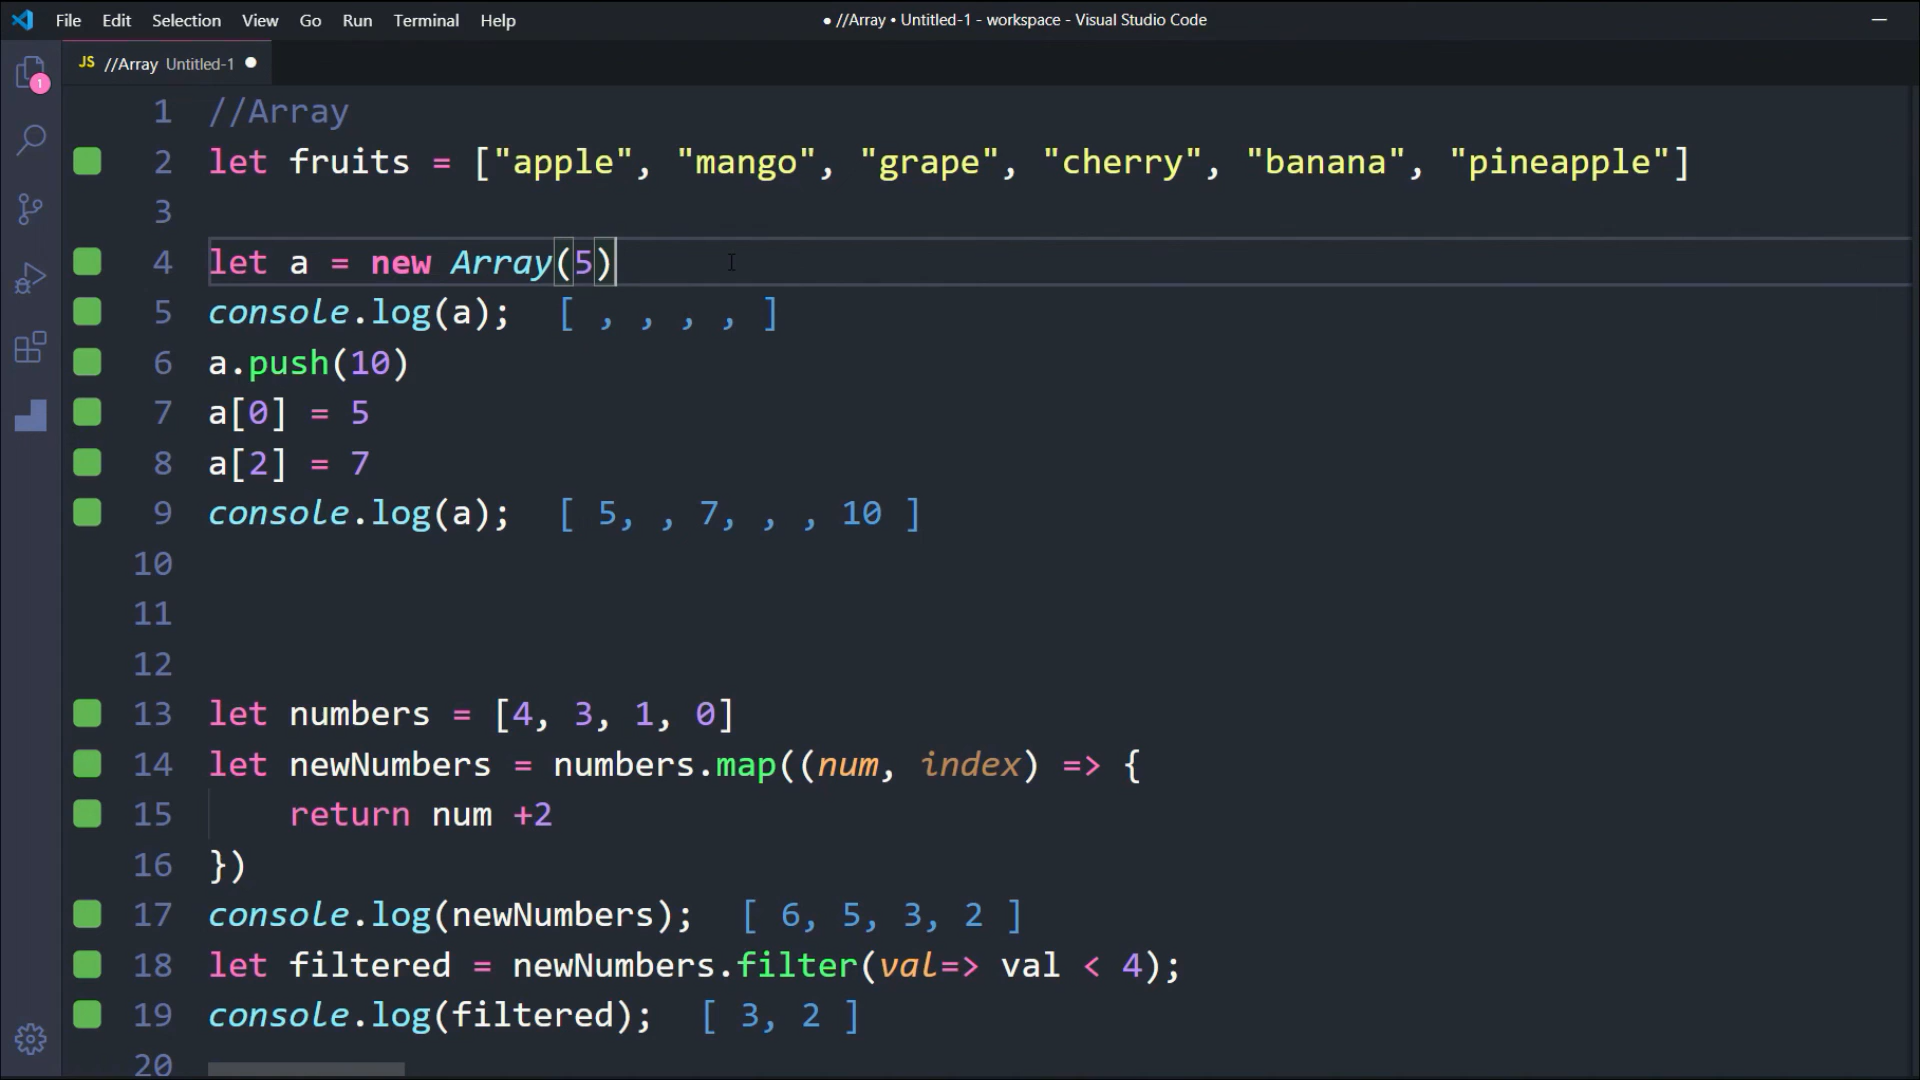 File Edit Selection View Go Run Terminal Help ● //Array • Untitled-1 - workspace - Visual Studio Code
JS //Array Untitled-1 ●
1
1 //Array
2 let fruits = ["apple", "mango", "grape", "cherry", "banana", "pineapple"]
3
4 let a = new Array(5)
5 console.log(a); [ , , , , ]
6 a.push(10)
7 a[0] = 5
8 a[2] = 7
9 console.log(a); [ 5, , 7, , , 10 ]
10
11
12
13 let numbers = [4, 3, 1, 0]
14 let newNumbers = numbers.map((num, index) => {
15 return num +2
16 })
17 console.log(newNumbers); [ 6, 5, 3, 2 ]
18 let filtered = newNumbers.filter(val=> val < 4);
19 console.log(filtered); [ 3, 2 ]
20